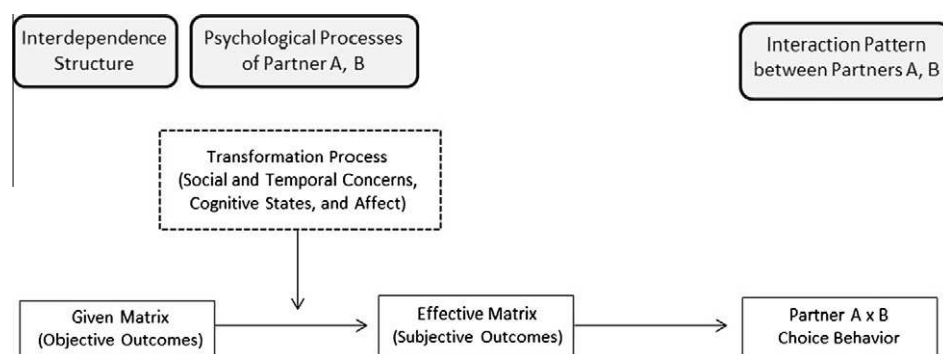 Interdependence
Structure
Psychological Processes
of Partner A, B
Interaction Pattern
between Partners A, B
Transformation Process
(Social and Temporal Concerns,
Cognitive States, and Affect)
Given Matrix
(Objective Outcomes)
Effective Matrix
(Subjective Outcomes)
Partner A x B
Choice Behavior